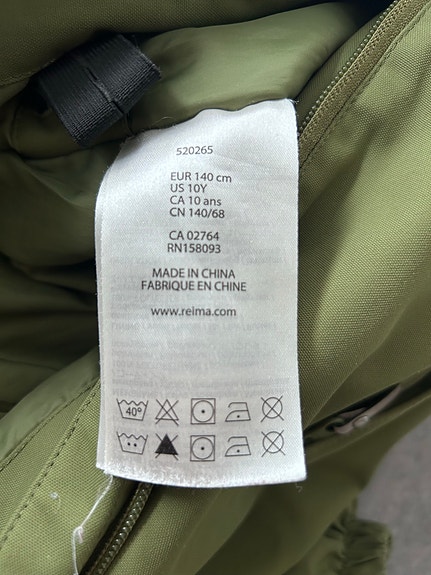 520265
EUR 140 cm
US 10Y
CA 10 ans
CN 140/68
CA 02764
RN158093
MADE IN CHINA
FABRIQUE EN CHINE
www.reima.com
40°